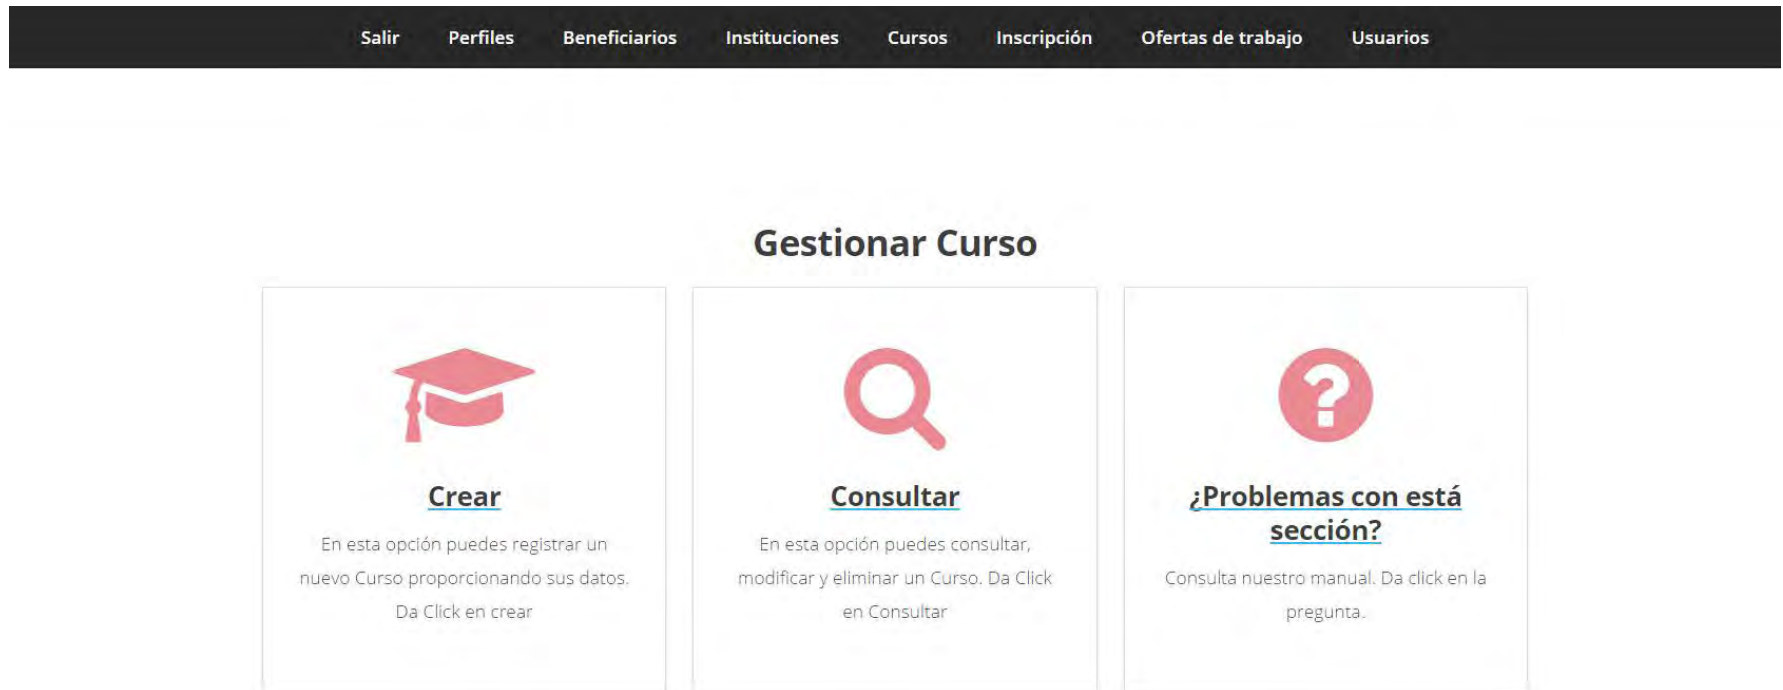 Salir Perfiles Beneficiarios Instituciones Cursos Inscripción Ofertas de trabajo Usuarios
Gestionar Curso
Crear
En esta opción puedes registrar un
nuevo Curso proporcionando sus datos.
Da Click en crear
Consultar
En esta opción puedes consultar,
modificar y eliminar un Curso. Da Click
en Consultar
¿Problemas con está
sección?
Consulta nuestro manual. Da click en la
pregunta.